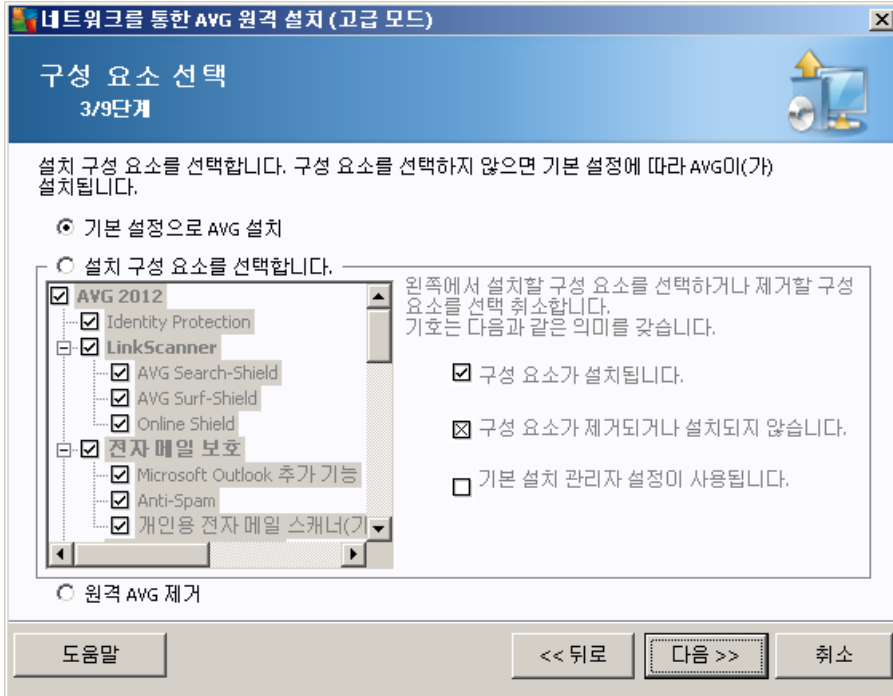 네트워크를 통한 AVG 원격 설치 (고급 모드)
구성 요소 선택
3/9단계
설치 구성 요소를 선택합니다. 구성 요소를 선택하지 않으면 기본 설정에 따라 AVG이(가)
설치됩니다.
기본 설정으로 AVG 설치
설치 구성 요소를 선택합니다.
AVG 2012
Identity Protection
LinkScanner
AVG Search-Shield
AVG Surf-Shield
Online Shield
전자 메일 보호
Microsoft Outlook 추가 기능
Anti-Spam
개인용 전자 메일 스캐너(기
왼쪽에서 설치할 구성 요소를 선택하거나 제거할 구성
요소를 선택 취소합니다.
기호는 다음과 같은 의미를 갖습니다.
구성 요소가 설치됩니다.
구성 요소가 제거되거나 설치되지 않습니다.
기본 설치 관리자 설정이 사용됩니다.
원격 AVG 제거
도움말
<< 뒤로
다음 >>
취소